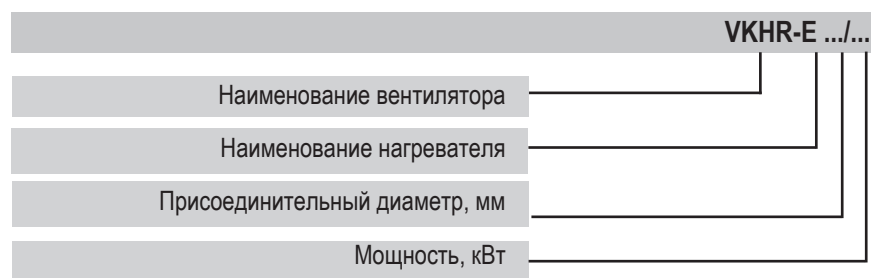 VKHR-E .../...
Наименование вентилятора
Наименование нагревателя
Присоединительный диаметр, мм
Мощность, кВт